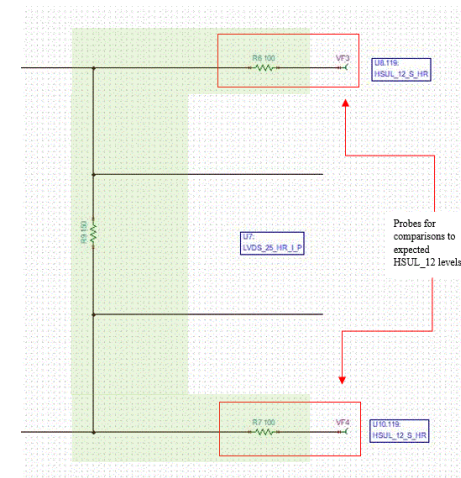 R6 100
VF3
U8.119:
HSUL_12_S_HR
R9 100
U7:
LVDS_25_HR_I_P
Probes for
comparisons to
expected
HSUL_12 levels
R7 100
VF4
U10.119:
HSUL_12_S_HR